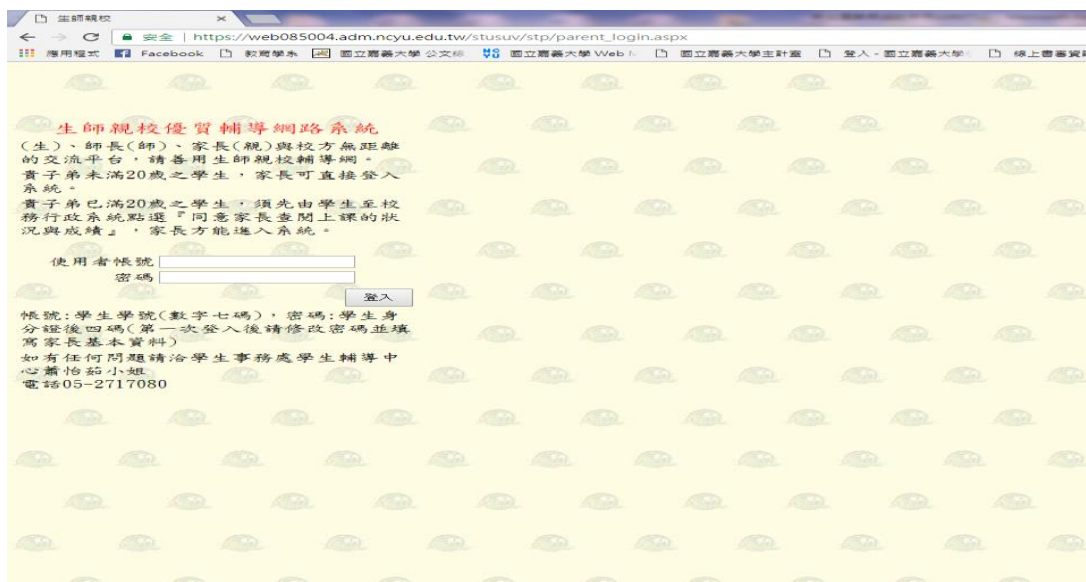 生師親校
安全 | https://web085004.adm.ncyu.edu.tw/stusuv/stp/parent_login.aspx
應用程式 Facebook 教育學系 國立嘉義大學 公文 國立嘉義大學 Web 國立嘉義大學主計室 登入 - 國立嘉義大學 線上書審資
生師親校優質輔導網路系統
(生)、師長(師)、家長(親)與校方無距離
的交流平台，請善用生師親校輔導網。
貴子弟未滿20歲之學生，家長可直接登入
系統。
貴子弟已滿20歲之學生，須先由學生至校
務行政系統點選『同意家長查閱上課的狀
況與成績』，家長方能進入系統。
使用者帳號
密碼
登入
帳號:學生學號(數字七碼)，密碼:學生身
分證後四碼(第一次登入後請修改密碼並填
寫家長基本資料)
如有任何問題請洽學生事務處學生輔導中
心蕭怡茹小姐
電話05-2717080